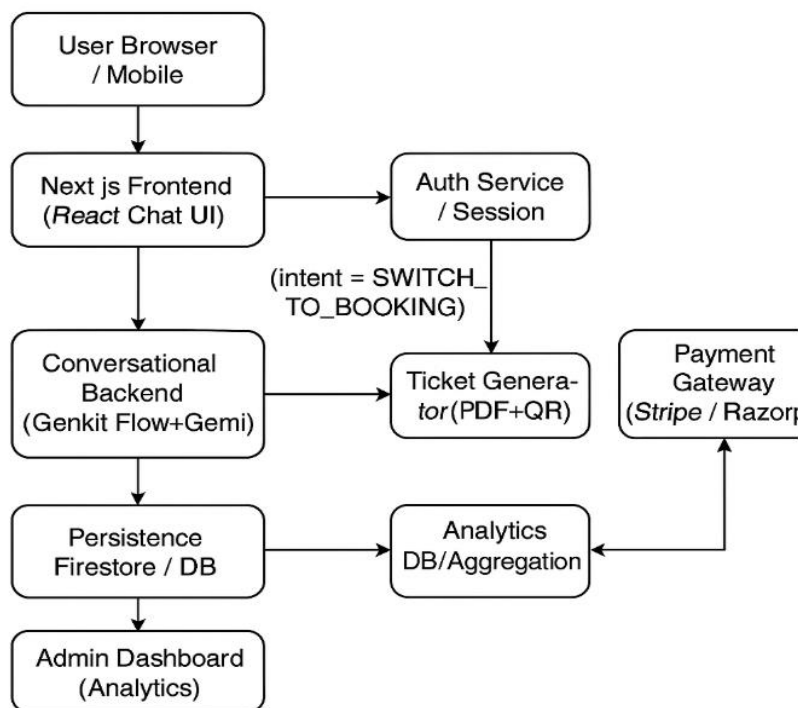 User Browser
/ Mobile
Next js Frontend
(React Chat UI)
Auth Service
/ Session
(intent = SWITCH_
TO_BOOKING)
Conversational
Backend
(Genkit Flow+Gemi)
Ticket Genera-
tor(PDF+QR)
Payment
Gateway
(Stripe / Razorp
Persistence
Firestore / DB
Analytics
DB/Aggregation
Admin Dashboard
(Analytics)